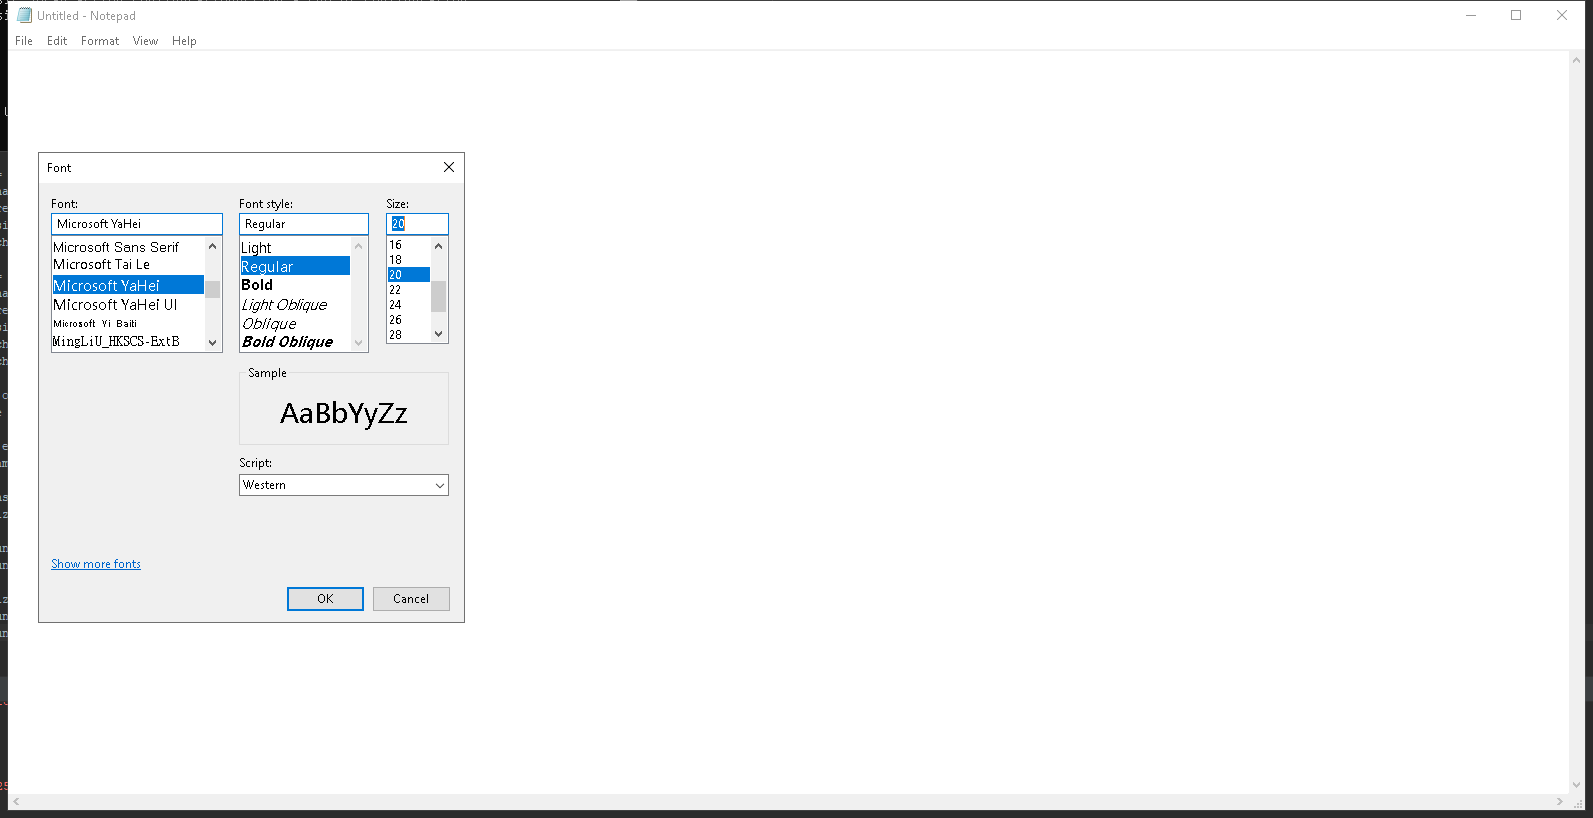 Untitled - Notepad
File Edit Format View Help
Font
Font: Font style: Size:
Microsoft YaHei Regular 20
Microsoft Sans Serif
Microsoft Tai Le
Microsoft YaHei
Microsoft YaHei UI
Microsoft Yi Baiti
MingLiU_HKSCS-ExtB
Light
Regular
Bold
Light Oblique
Oblique
Bold Oblique
16
18
20
22
24
26
28
Sample
AaBbYyZz
Script:
Western
Show more fonts
OK Cancel